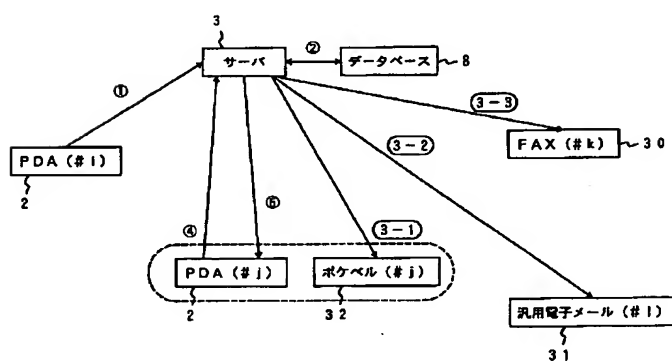 3
サーバ
②
データベース
8
①
3-3
FAX (#k)
30
3-2
PDA (#i)
2
④
⑤
3-1
PDA (#j)
ポケベル (#j)
2
32
汎用電子メール (#l)
31